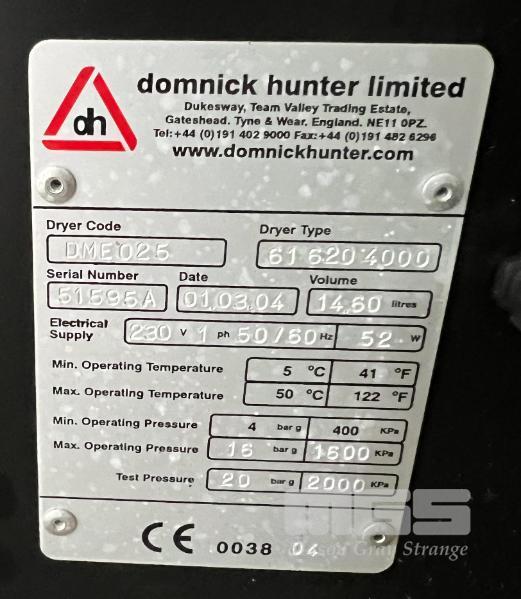 dh
domnick hunter limited
Dukesway, Team Valley Trading Estate,
Gateshead. Tyne & Wear. England. NE11 0PZ.
Tel:+44 (0)191 402 9000 Fax:+44 (0)191 482 6296
www.domnickhunter.com
Dryer Code Dryer Type
DME025 61 620 4000
Serial Number Date Volume
51595A 01.03.04 14.60 litres
Electrical Supply 230 V 1 ph 50/60 Hz 52 W
Min. Operating Temperature 5 °C 41 °F
Max. Operating Temperature 50 °C 122 °F
Min. Operating Pressure 4 bar g 400 KPa
Max. Operating Pressure 16 bar g 1600 KPa
Test Pressure 20 bar g 2000 KPa
CE 0038 04
Gray Strange